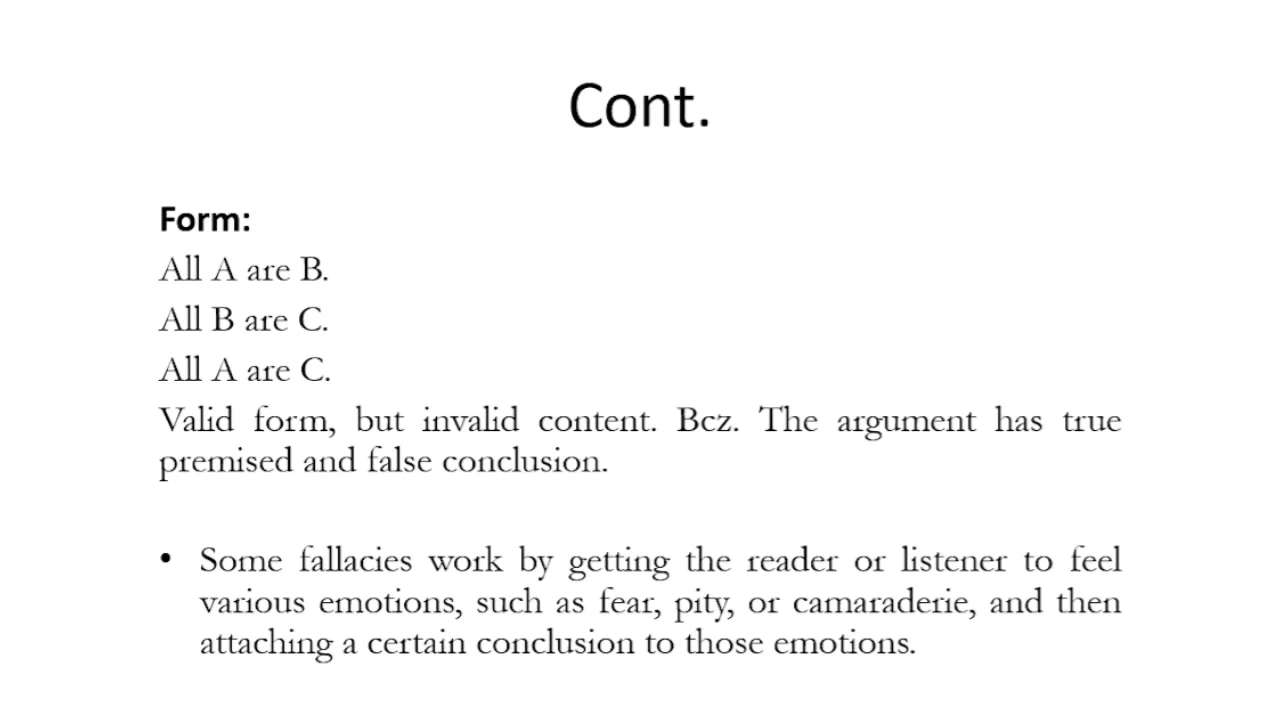 Cont.
Form:
All A are B.
All B are C.
All A are C.
Valid form, but invalid content. Bcz. The argument has true
premised and false conclusion.
• Some fallacies work by getting the reader or listener to feel
various emotions, such as fear, pity, or camaraderie, and then
attaching a certain conclusion to those emotions.